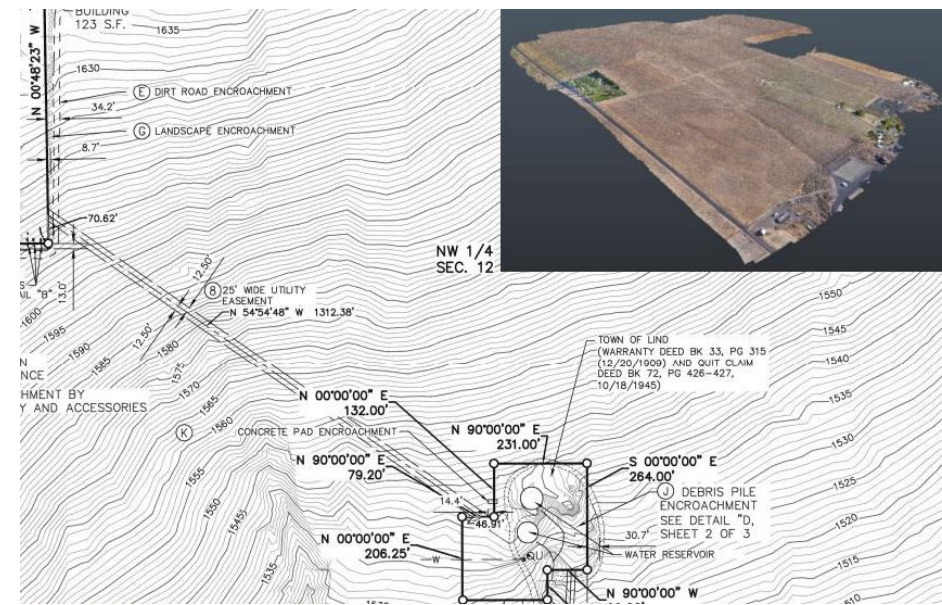 BUILDING
123 S.F.
1635
N 00°48'23" W
1630
Ⓔ DIRT ROAD ENCROACHMENT
34.2'
Ⓖ LANDSCAPE ENCROACHMENT
8.7'
70.62'
NW 1/4
SEC. 12
"B"
13.0'
12.50'
⑧ 25' WIDE UTILITY
EASEMENT
N 54°54'48" W 1312.38'
12.50'
1600
1595
1590
1585
1580
1575
1570
1565
1560
1555
1550
1545
1535
1550
1545
1540
1535
1530
1525
1520
1515
1510
TOWN OF LIND
(WARRANTY DEED BK 33, PG 315
(12/20/1909) AND QUIT CLAIM
DEED BK 72, PG 426-427,
10/18/1945)
NCE
HMENT BY
Y AND ACCESSORIES
N 00°00'00" E
132.00'
Ⓚ CONCRETE PAD ENCROACHMENT
N 90°00'00" E
231.00'
N 90°00'00" E
79.20'
S 00°00'00" E
264.00'
14.4'
46.91'
Ⓙ DEBRIS PILE
ENCROACHMENT
SEE DETAIL "D,
SHEET 2 OF 3
30.7'
WATER RESERVOIR
N 00°00'00" E
206.25'
W
N 90°00'00" W